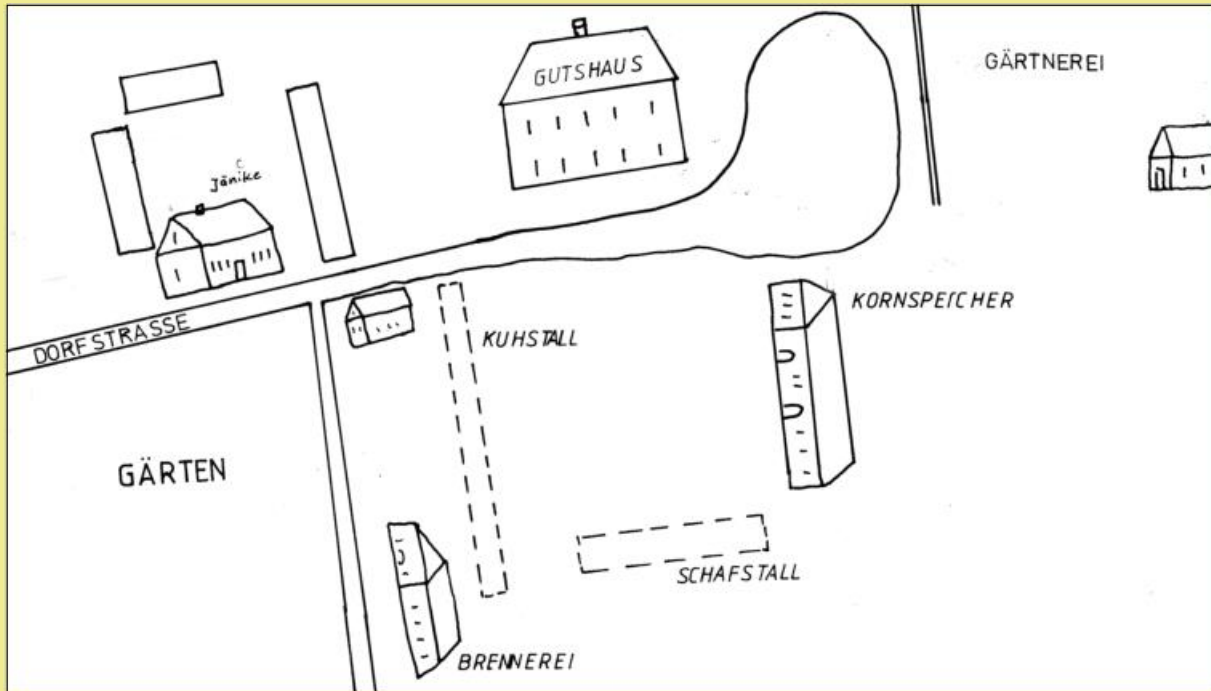 GUTSHAUS
GÄRTNEREI
Jänike
KORNSPEICHER
DORFSTRASSE
KUHSTALL
GÄRTEN
SCHAFSTALL
BRENNEREI